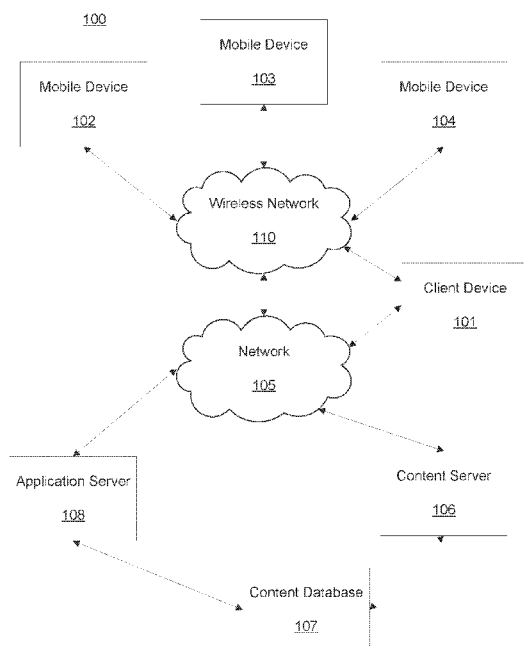 100
Mobile Device
103
Mobile Device
102
Mobile Device
104
Wireless Network
110
Client Device
101
Network
105
Application Server
108
Content Server
106
Content Database
107